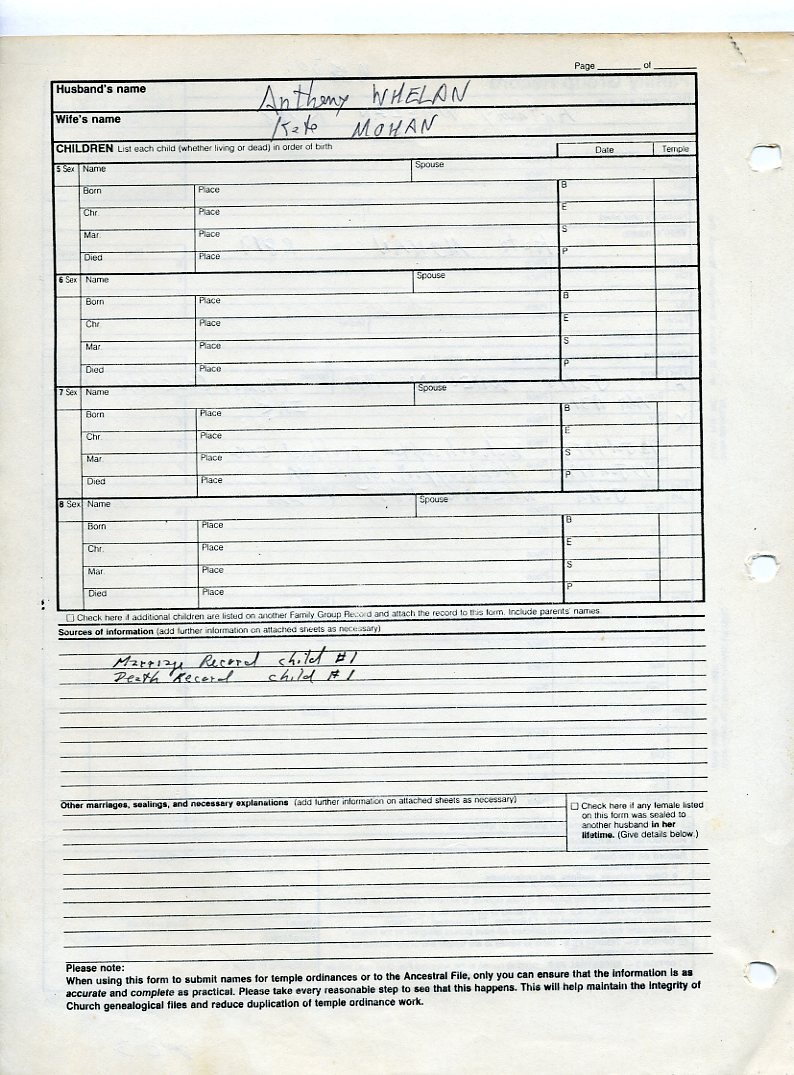 Page ______ of ______
Husband's name Anthony WHELAN
Wife's name Kate MOHAN
CHILDREN List each child (whether living or dead) in order of birth Date Temple
5 Sex Name Spouse
Born Place B
Chr. Place E
Mar. Place S
Died Place P
6 Sex Name Spouse
Born Place B
Chr. Place E
Mar. Place S
Died Place P
7 Sex Name Spouse
Born Place B
Chr. Place E
Mar. Place S
Died Place P
8 Sex Name Spouse
Born Place B
Chr. Place E
Mar. Place S
Died Place P
☐ Check here if additional children are listed on another Family Group Record and attach the record to this form. Include parents' names.
Sources of information (add further information on attached sheets as necessary)
Marriage Record child #1
Death Record child #1
Other marriages, sealings, and necessary explanations (add further information on attached sheets as necessary)
☐ Check here if any female listed
on this form was sealed to
another husband in her
lifetime. (Give details below.)
Please note:
When using this form to submit names for temple ordinances or to the Ancestral File, only you can ensure that the information is as
accurate and complete as practical. Please take every reasonable step to see that this happens. This will help maintain the integrity of
Church genealogical files and reduce duplication of temple ordinance work.